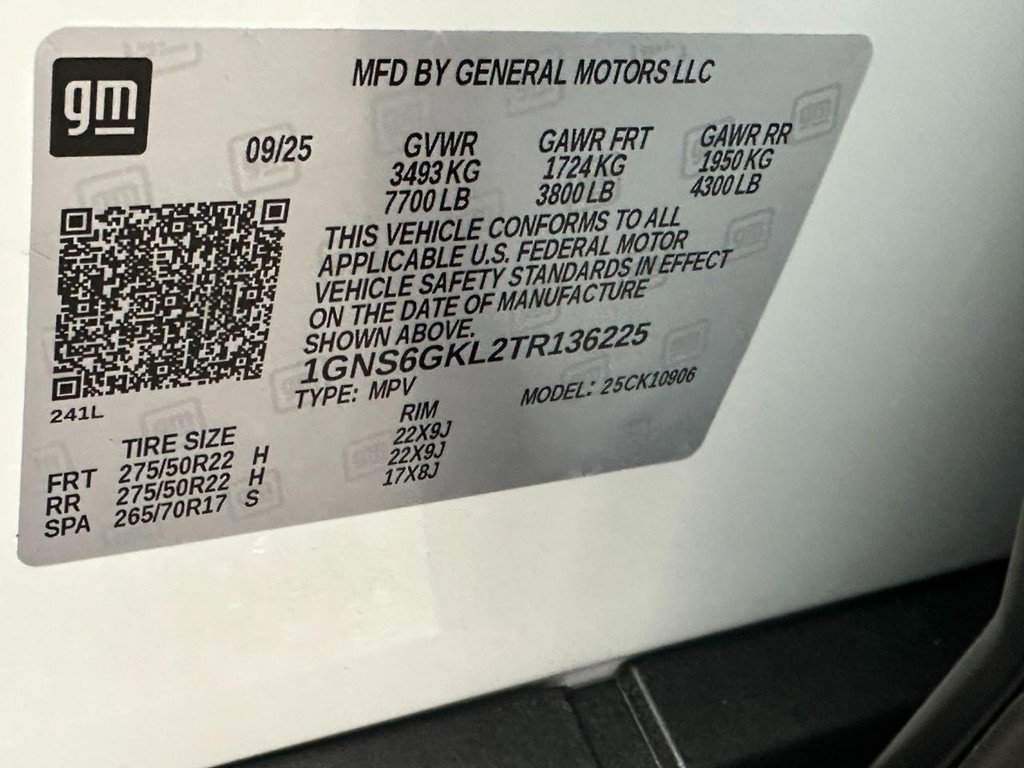 gm
MFD BY GENERAL MOTORS LLC
09/25 GVWR GAWR FRT GAWR RR
3493 KG 1724 KG 1950 KG
7700 LB 3800 LB 4300 LB
THIS VEHICLE CONFORMS TO ALL
APPLICABLE U.S. FEDERAL MOTOR
VEHICLE SAFETY STANDARDS IN EFFECT
ON THE DATE OF MANUFACTURE
SHOWN ABOVE.
1GNS6GKL2TR136225
TYPE: MPV MODEL: 25CK10906
241L
TIRE SIZE RIM
FRT 275/50R22 H 22X9J
RR 275/50R22 H 22X9J
SPA 265/70R17 S 17X8J